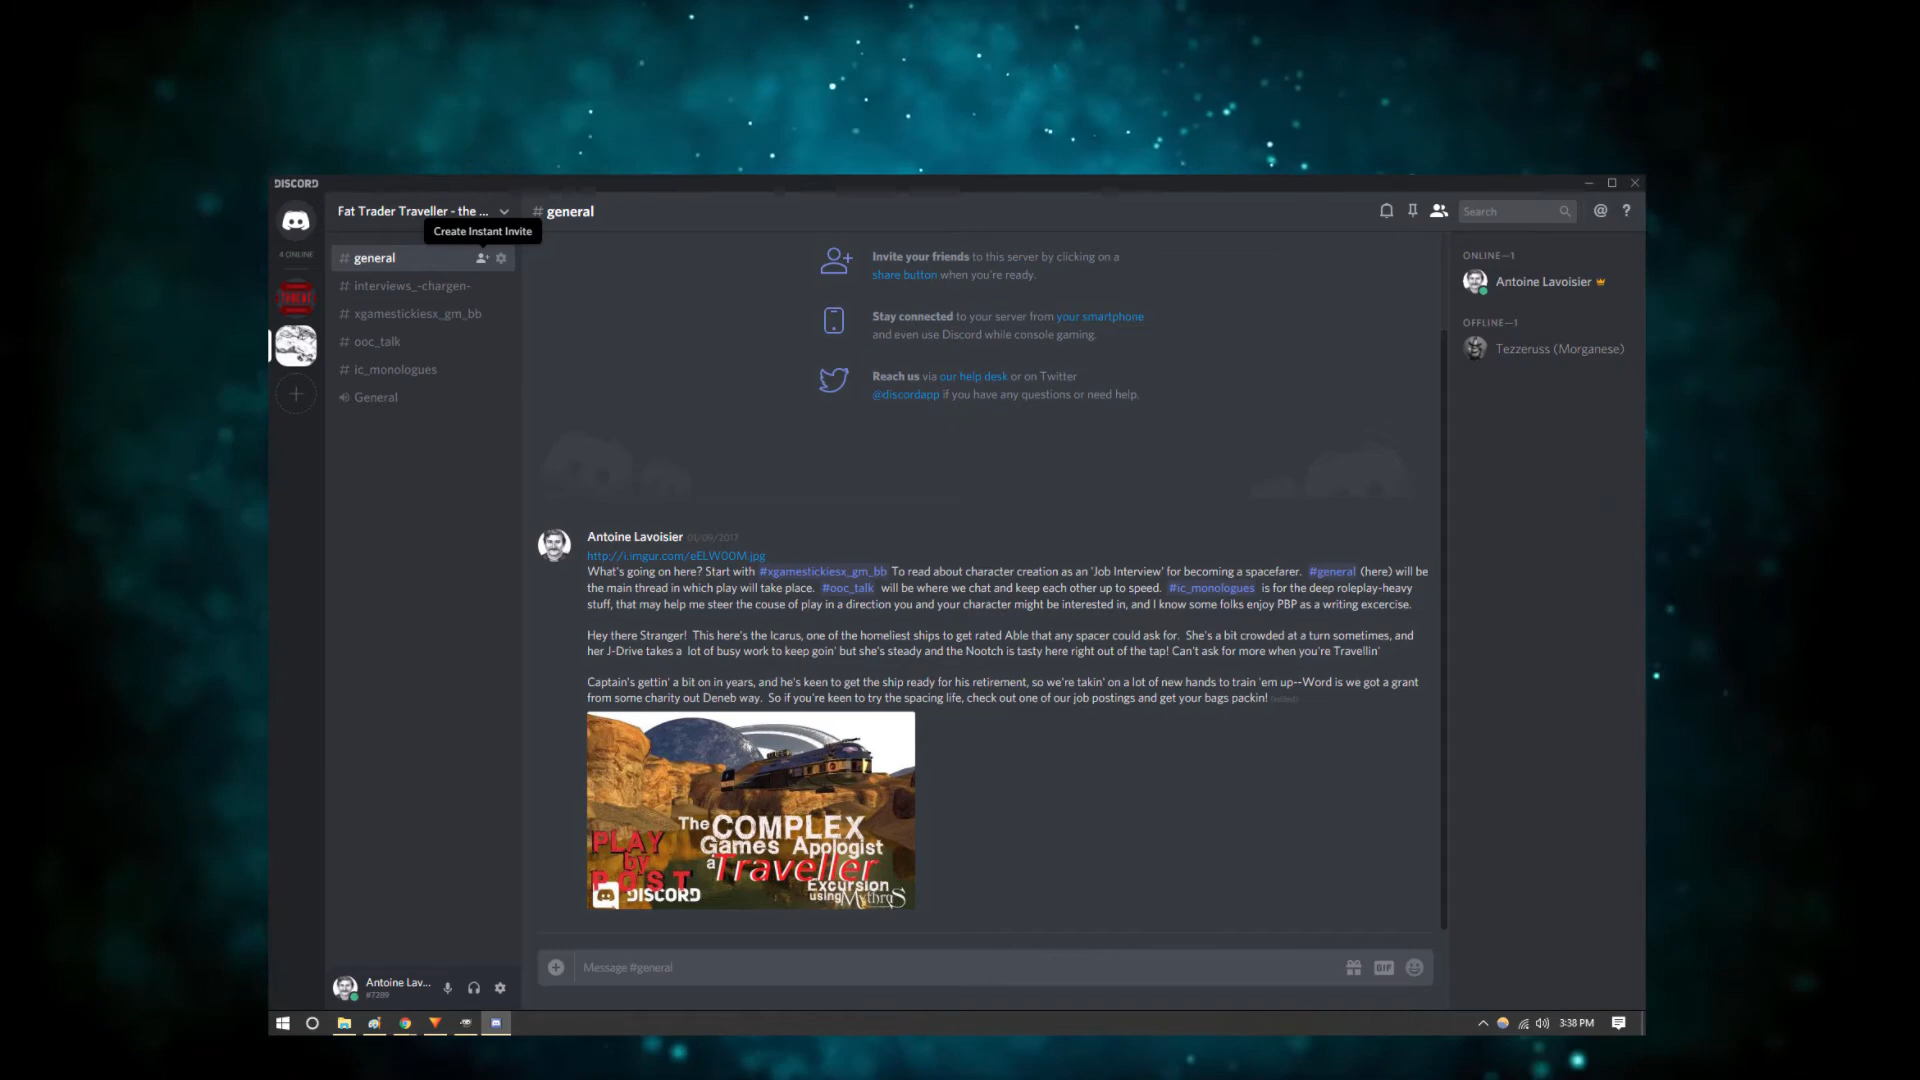 DISCORD
Fat Trader Traveller - the ...
# general
Search
@
?
Create Instant Invite
4 ONLINE
# general
# interviews_-chargen-
# xgamestickiesx_gm_bb
# ooc_talk
# ic_monologues
General
Invite your friends to this server by clicking on a
share button when you're ready.
Stay connected to your server from your smartphone
and even use Discord while console gaming.
Reach us via our help desk or on Twitter
@discordapp if you have any questions or need help.
ONLINE—1
Antoine Lavoisier
OFFLINE—1
Tezzeruss (Morganese)
Antoine Lavoisier 01/09/2017
http://i.imgur.com/eELW00M.jpg
What's going on here? Start with #xgamestickiesx_gm_bb To read about character creation as an 'Job Interview' for becoming a spacefarer. #general (here) will be
the main thread in which play will take place. #ooc_talk will be where we chat and keep each other up to speed. #ic_monologues is for the deep roleplay-heavy
stuff, that may help me steer the couse of play in a direction you and your character might be interested in, and I know some folks enjoy PBP as a writing excercise.
Hey there Stranger! This here's the Icarus, one of the homeliest ships to get rated Able that any spacer could ask for. She's a bit crowded at a turn sometimes, and
her J-Drive takes a lot of busy work to keep goin' but she's steady and the Nootch is tasty here right out of the tap! Can't ask for more when you're Travellin'
Captain's gettin' a bit on in years, and he's keen to get the ship ready for his retirement, so we're takin' on a lot of new hands to train 'em up--Word is we got a grant
from some charity out Deneb way. So if you're keen to try the spacing life, check out one of our job postings and get your bags packin! (edited)
The COMPLEX
Games Apologist
a Traveller
Excursion
using Mythras
PLAY
by
POST
DISCORD
Message #general
GIF
Antoine Lav...
#7289
3:38 PM